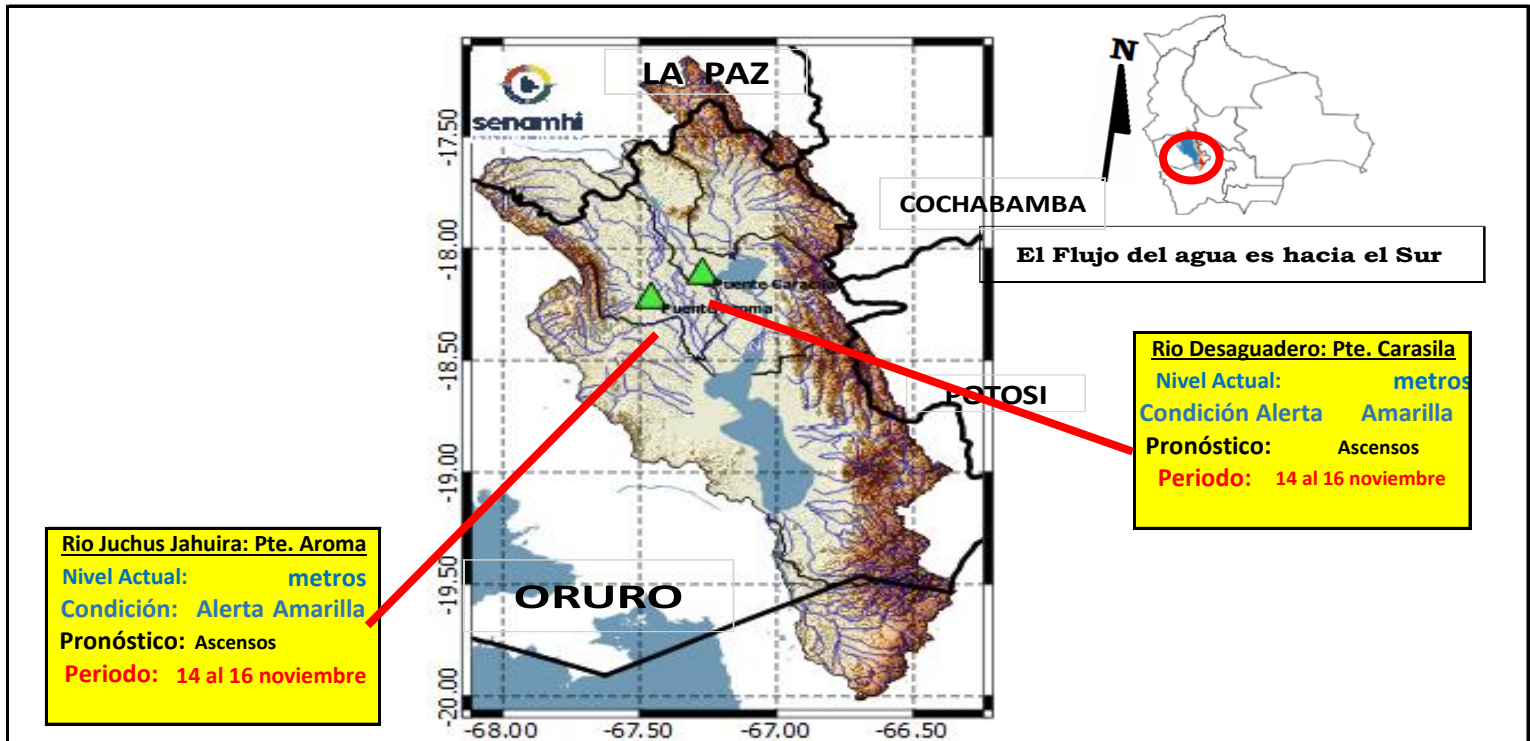 LA PAZ
senamhi
N
COCHABAMBA
El Flujo del agua es hacia el Sur
-17.50
-18.00
-18.50
-19.00
-19.50
-20.00
Puente
Puente
POTOSI
Rio Desaguadero: Pte. Carasila
Nivel Actual: metros
Condición Alerta Amarilla
Pronóstico: Ascensos
Periodo: 14 al 16 noviembre
Rio Juchus Jahuira: Pte. Aroma
Nivel Actual: metros
Condición: Alerta Amarilla
Pronóstico: Ascensos
Periodo: 14 al 16 noviembre
ORURO
-68.00 -67.50 -67.00 -66.50